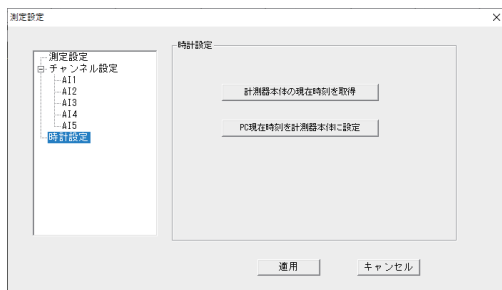 測定設定
測定設定
チャンネル設定
AI1
AI2
AI3
AI4
AI5
時計設定
時計設定
計測器本体の現在時刻を取得
PC現在時刻を計測器本体に設定
適用
キャンセル